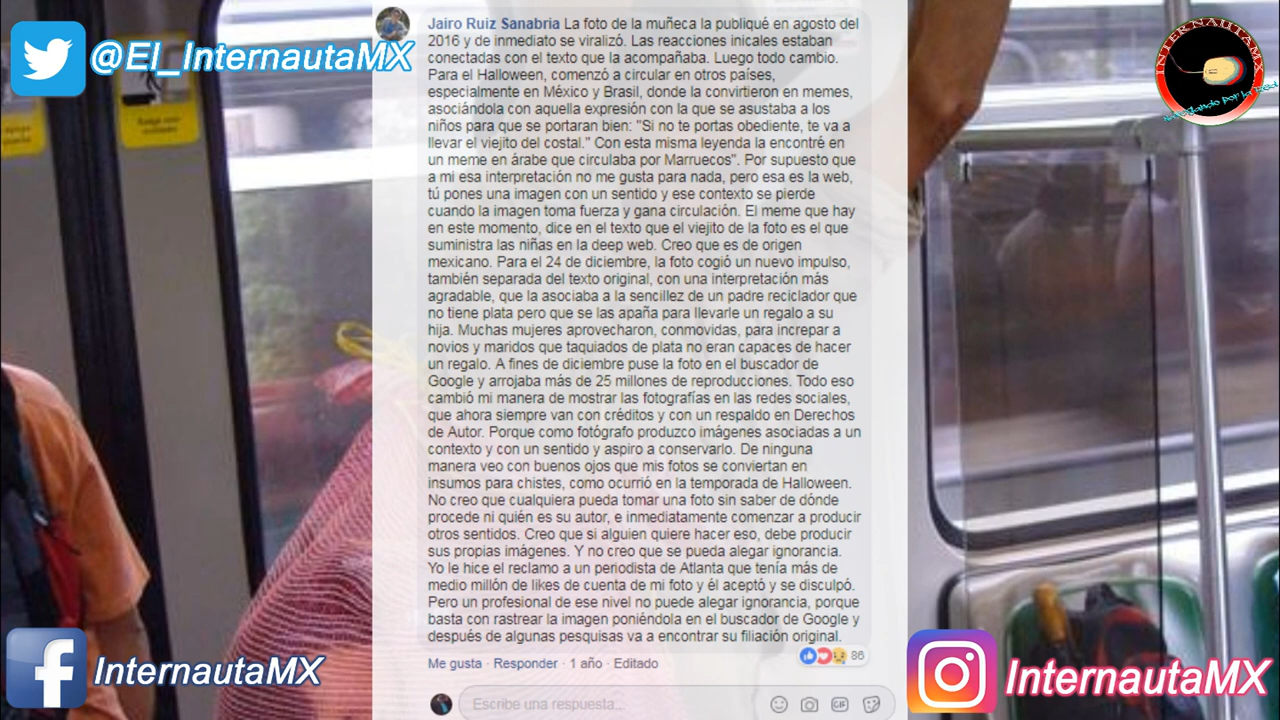 @El_InternautaMX
INTERNAUTAMX
Navegando por la Red
Jairo Ruiz Sanabria La foto de la muñeca la publiqué en agosto del
2016 y de inmediato se viralizó. Las reacciones inicales estaban
conectadas con el texto que la acompañaba. Luego todo cambio.
Para el Halloween, comenzó a circular en otros países,
especialmente en México y Brasil, donde la convirtieron en memes,
asociándola con aquella expresión con la que se asustaba a los
niños para que se portaran bien: "Si no te portas obediente, te va a
llevar el viejito del costal." Con esta misma leyenda la encontré en
un meme en árabe que circulaba por Marruecos". Por supuesto que
a mi esa interpretación no me gusta para nada, pero esa es la web,
tú pones una imagen con un sentido y ese contexto se pierde
cuando la imagen toma fuerza y gana circulación. El meme que hay
en este momento, dice en el texto que el viejito de la foto es el que
suministra las niñas en la deep web. Creo que es de origen
mexicano. Para el 24 de diciembre, la foto cogió un nuevo impulso,
también separada del texto original, con una interpretación más
agradable, que la asociaba a la sencillez de un padre reciclador que
no tiene plata pero que se las apaña para llevarle un regalo a su
hija. Muchas mujeres aprovecharon, conmovidas, para increpar a
novios y maridos que taquiados de plata no eran capaces de hacer
un regalo. A fines de diciembre puse la foto en el buscador de
Google y arrojaba más de 25 millones de reproducciones. Todo eso
cambió mi manera de mostrar las fotografías en las redes sociales,
que ahora siempre van con créditos y con un respaldo en Derechos
de Autor. Porque como fotógrafo produzco imágenes asociadas a un
contexto y con un sentido y aspiro a conservarlo. De ninguna
manera veo con buenos ojos que mis fotos se conviertan en
insumos para chistes, como ocurrió en la temporada de Halloween.
No creo que cualquiera pueda tomar una foto sin saber de dónde
procede ni quién es su autor, e inmediatamente comenzar a producir
otros sentidos. Creo que si alguien quiere hacer eso, debe producir
sus propias imágenes. Y no creo que se pueda alegar ignorancia.
Yo le hice el reclamo a un periodista de Atlanta que tenía más de
medio millón de likes de cuenta de mi foto y él aceptó y se disculpó.
Pero un profesional de ese nivel no puede alegar ignorancia, porque
basta con rastrear la imagen poniéndola en el buscador de Google y
después de algunas pesquisas va a encontrar su filiación original.
Me gusta · Responder · 1 año · Editado
86
Escribe una respuesta...
GIF
InternautaMX
InternautaMX